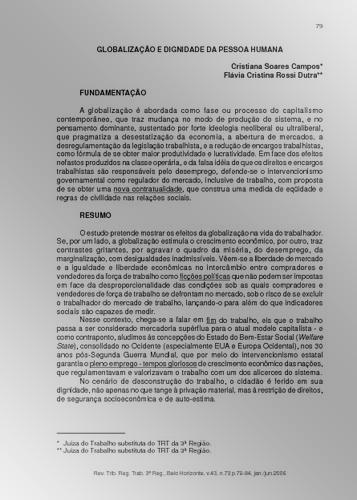 79
GLOBALIZAÇÃO E DIGNIDADE DA PESSOA HUMANA
Cristiana Soares Campos*
Flávia Cristina Rossi Dutra**
FUNDAMENTAÇÃO
A globalização é abordada como fase ou processo do capitalismo
contemporâneo, que traz mudança no modo de produção do sistema, e no
pensamento dominante, sustentado por forte ideologia neoliberal ou ultraliberal,
que pragmatiza a desestatização da economia, a abertura de mercados, a
desregulamentação da legislação trabalhista, e a redução de encargos trabalhistas,
como fórmula de se obter maior produtividade e lucratividade. Em face dos efeitos
nefastos produzidos na classe operária, e da falsa idéia de que os direitos e encargos
trabalhistas são responsáveis pelo desemprego, defende-se o intervencionismo
governamental como regulador do mercado, inclusive de trabalho, com proposta
de se obter uma nova contratualidade, que construa uma medida de eqüidade e
regras de civilidade nas relações sociais.
RESUMO
O estudo pretende mostrar os efeitos da globalização na vida do trabalhador.
Se, por um lado, a globalização estimula o crescimento econômico, por outro, traz
contrastes gritantes, por agravar o quadro da miséria, do desemprego, da
marginalização, com desigualdades inadmissíveis. Vêem-se a liberdade de mercado
e a igualdade e liberdade econômicas no intercâmbio entre compradores e
vendedores da força de trabalho como ficções políticas que não podem ser impostas
em face da desproporcionalidade das condições sob as quais compradores e
vendedores de força de trabalho se defrontam no mercado, sob o risco de se excluir
o trabalhador do mercado de trabalho, lançando-o para além do que indicadores
sociais são capazes de medir.
Nesse contexto, chega-se a falar em fim do trabalho, eis que o trabalho
passa a ser considerado mercadoria supérflua para o atual modelo capitalista - e
como contraponto, aludimos às concepções do Estado do Bem-Estar Social (Welfare
State), consolidado no Ocidente (especialmente EUA e Europa Ocidental), nos 30
anos pós-Segunda Guerra Mundial, que por meio do intervencionismo estatal
garantia o pleno emprego - tempos gloriosos de crescimento econômico das nações,
que regulamentavam e valorizavam o trabalho com um dos alicerces do sistema.
No cenário de desconstrução do trabalho, o cidadão é ferido em sua
dignidade, não apenas no que tange à privação material, mas à restrição de direitos,
de segurança socioeconômica e de auto-estima.
* Juíza do Trabalho substituta do TRT da 3ª Região.
** Juíza do Trabalho substituta do TRT da 3ª Região.
Rev. Trib. Reg. Trab. 3ª Reg., Belo Horizonte, v.43, n.73 p.79-94, jan./jun.2006